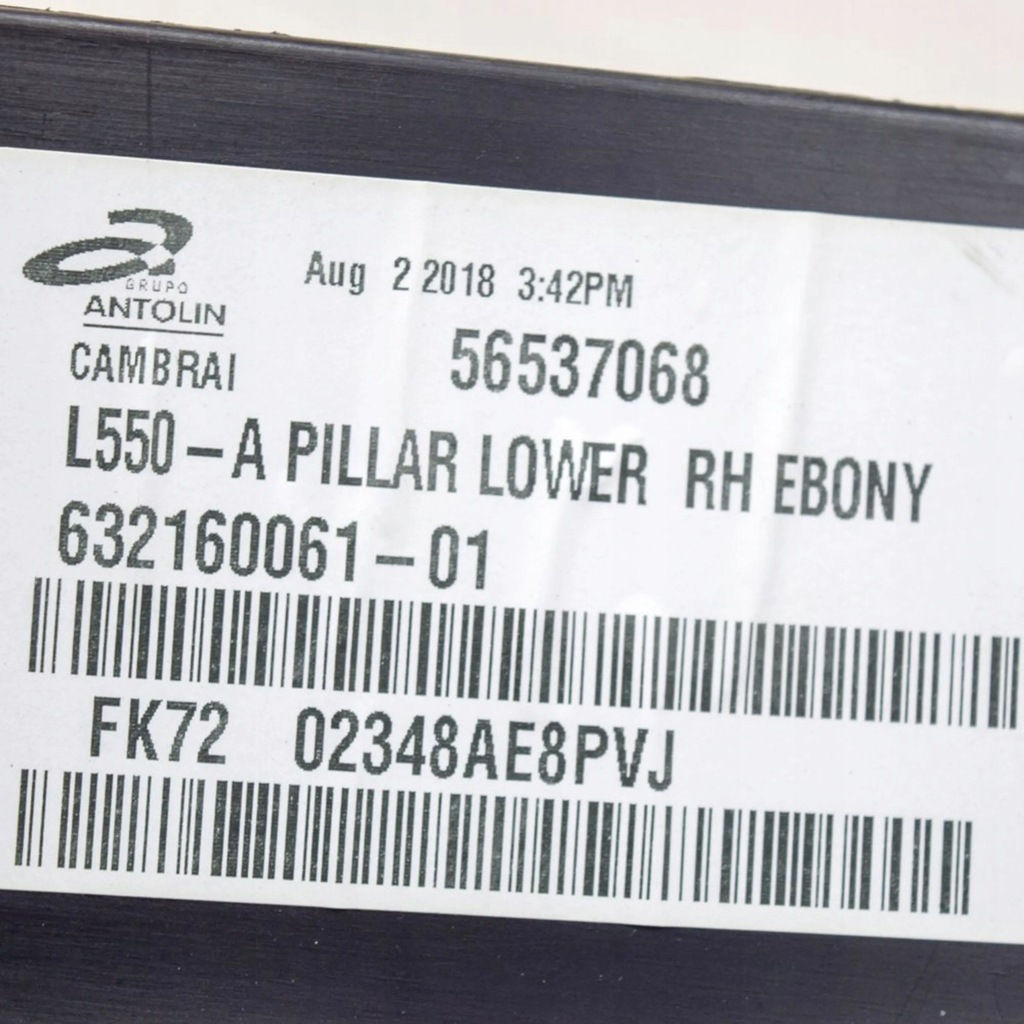 GRUPO
ANTOLIN
Aug 2 2018 3:42PM
CAMBRAI
56537068
L550-A PILLAR LOWER RH EBONY
632160061-01
FK72 02348AE8PVJ